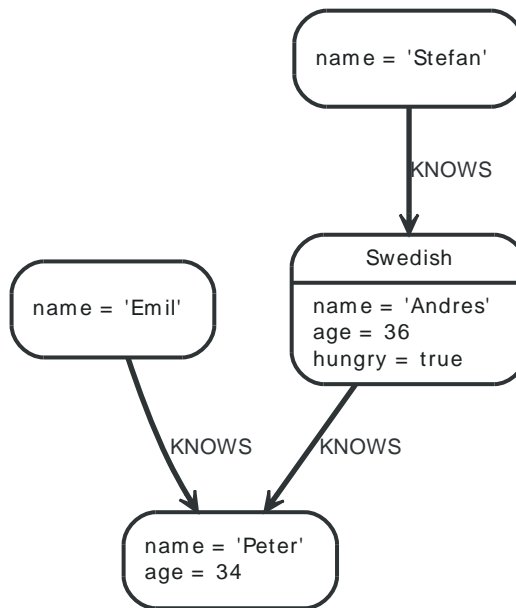 name = 'Stefan'
KNOWS
Swedish
name = 'Andres'
age = 36
hungry = true
name = 'Emil'
KNOWS
KNOWS
name = 'Peter'
age = 34